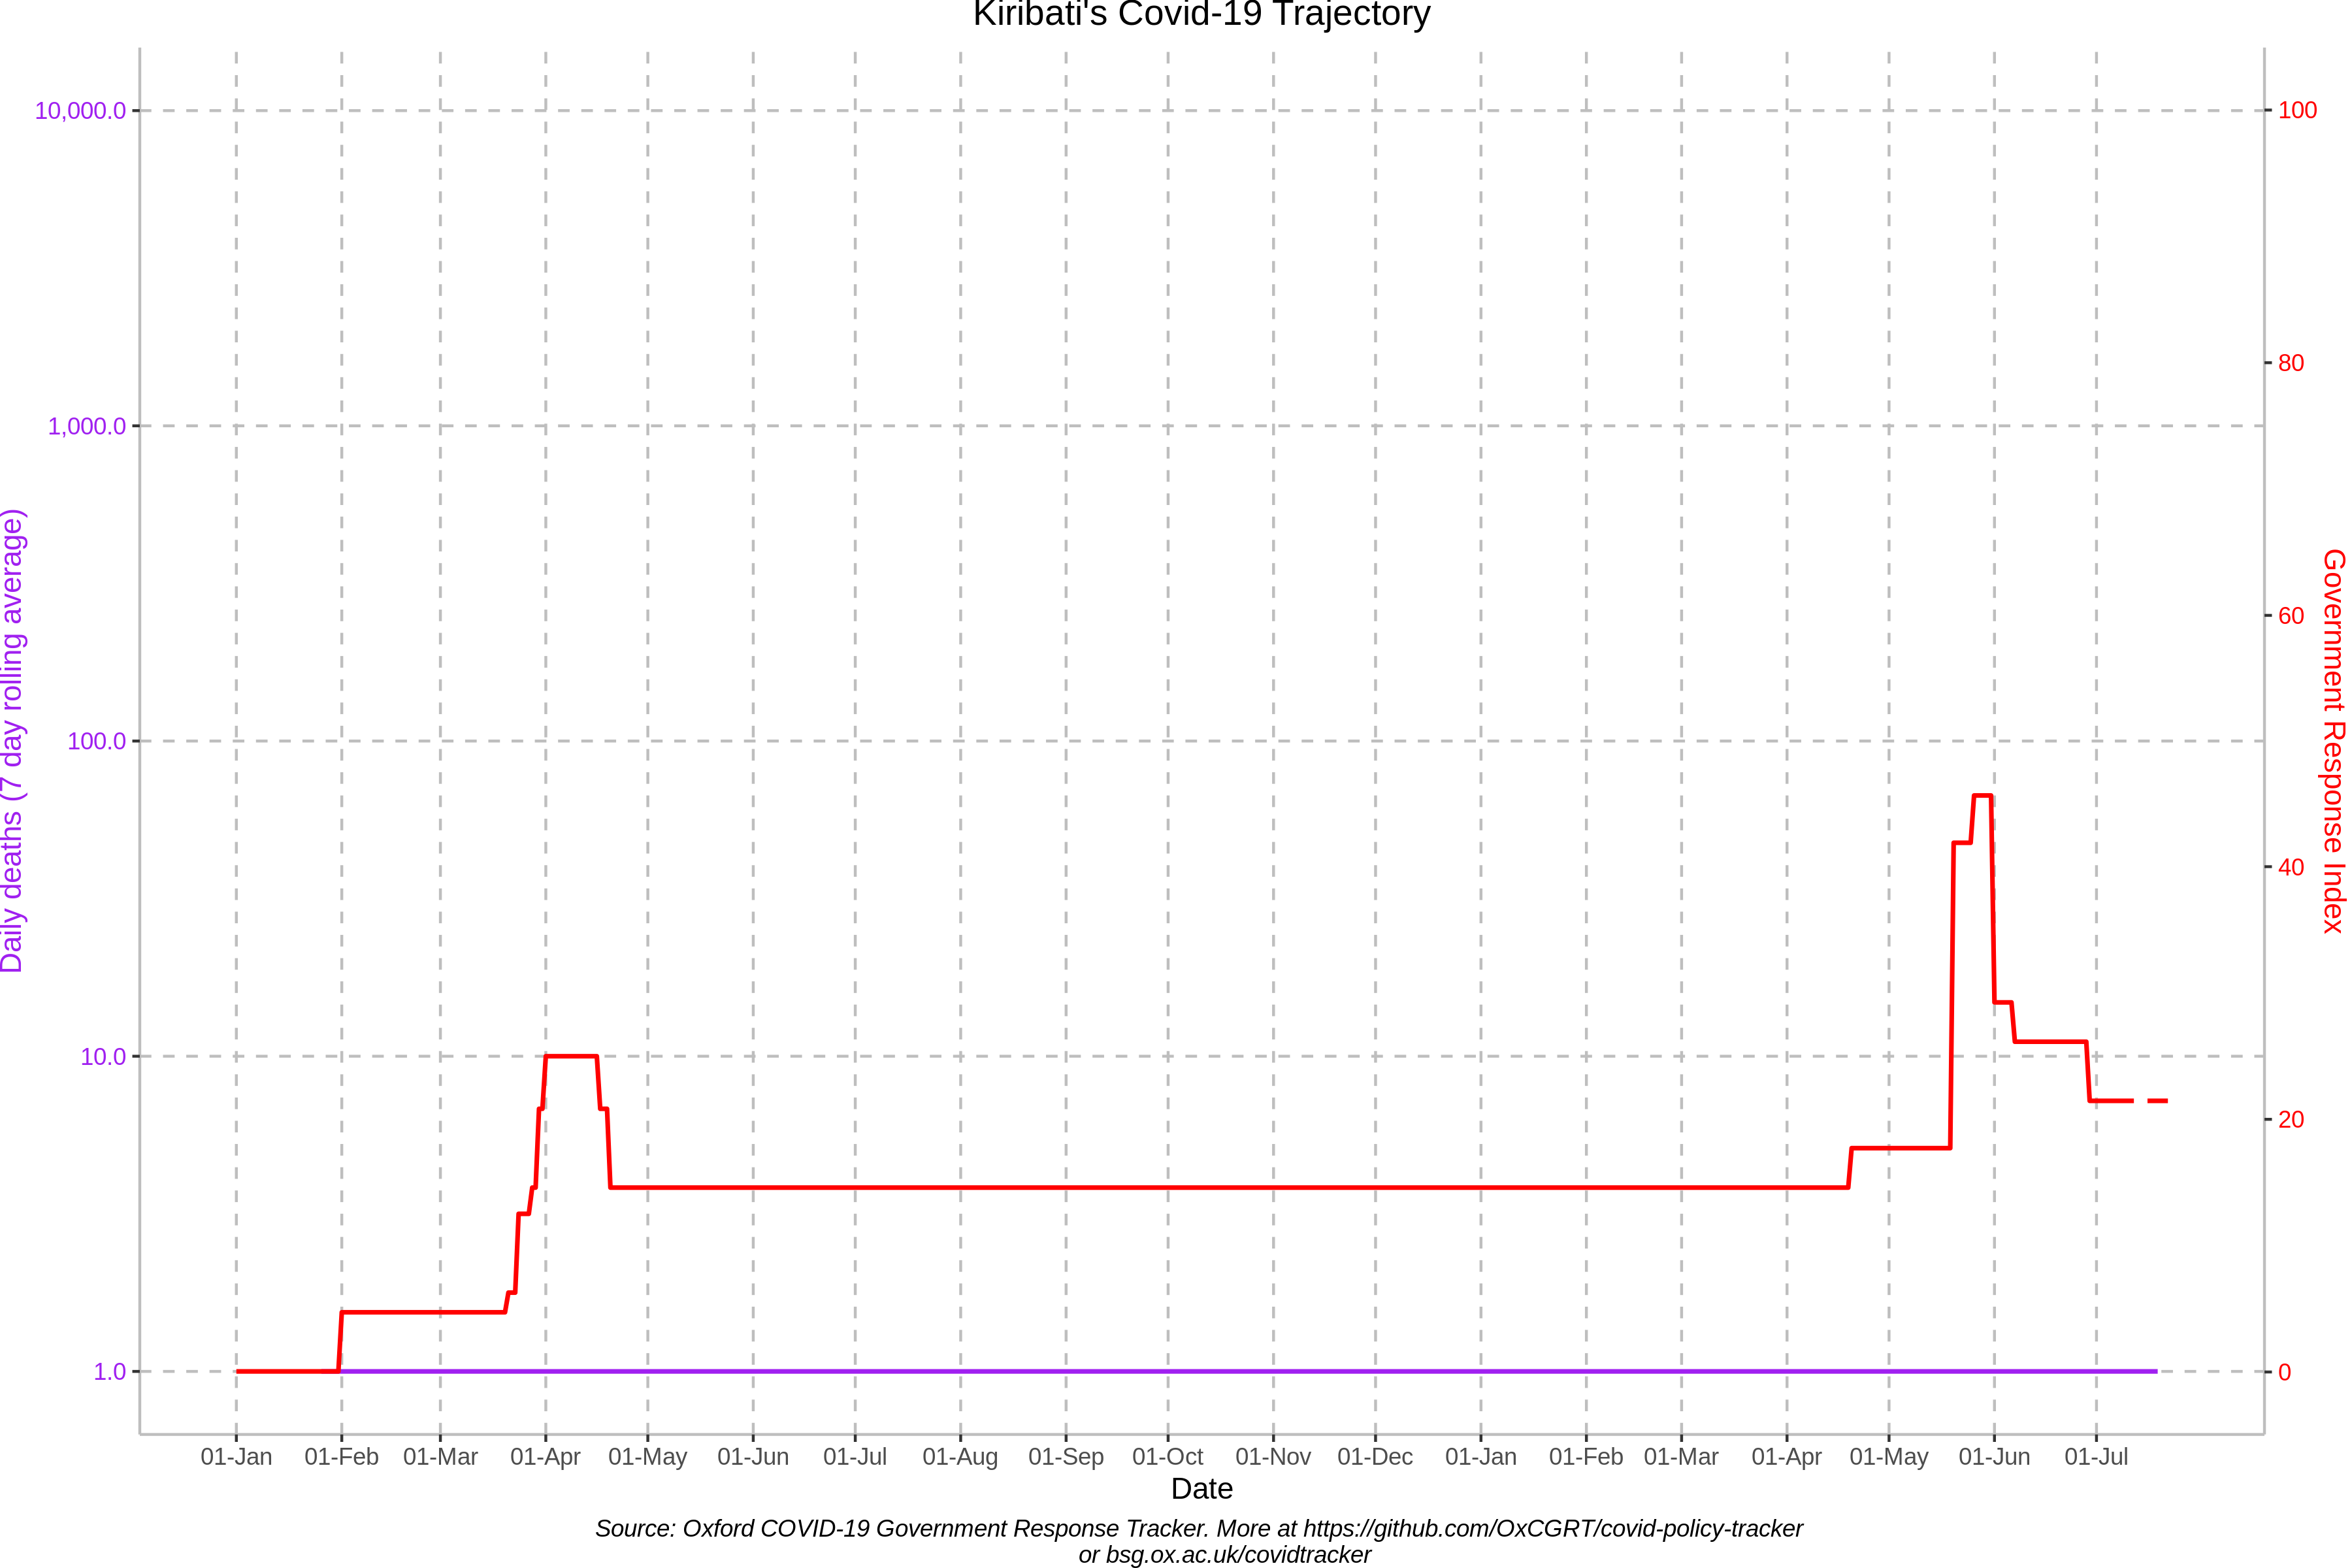 Kiribati's Covid-19 Trajectory
10,000.0
1,000.0
100.0
10.0
1.0
Daily deaths (7 day rolling average)
100
80
60
40
20
0
Government Response Index
01-Jan 01-Feb 01-Mar 01-Apr 01-May 01-Jun 01-Jul 01-Aug 01-Sep 01-Oct 01-Nov 01-Dec 01-Jan 01-Feb 01-Mar 01-Apr 01-May 01-Jun 01-Jul
Date
Source: Oxford COVID-19 Government Response Tracker. More at https://github.com/OxCGRT/covid-policy-tracker
or bsg.ox.ac.uk/covidtracker